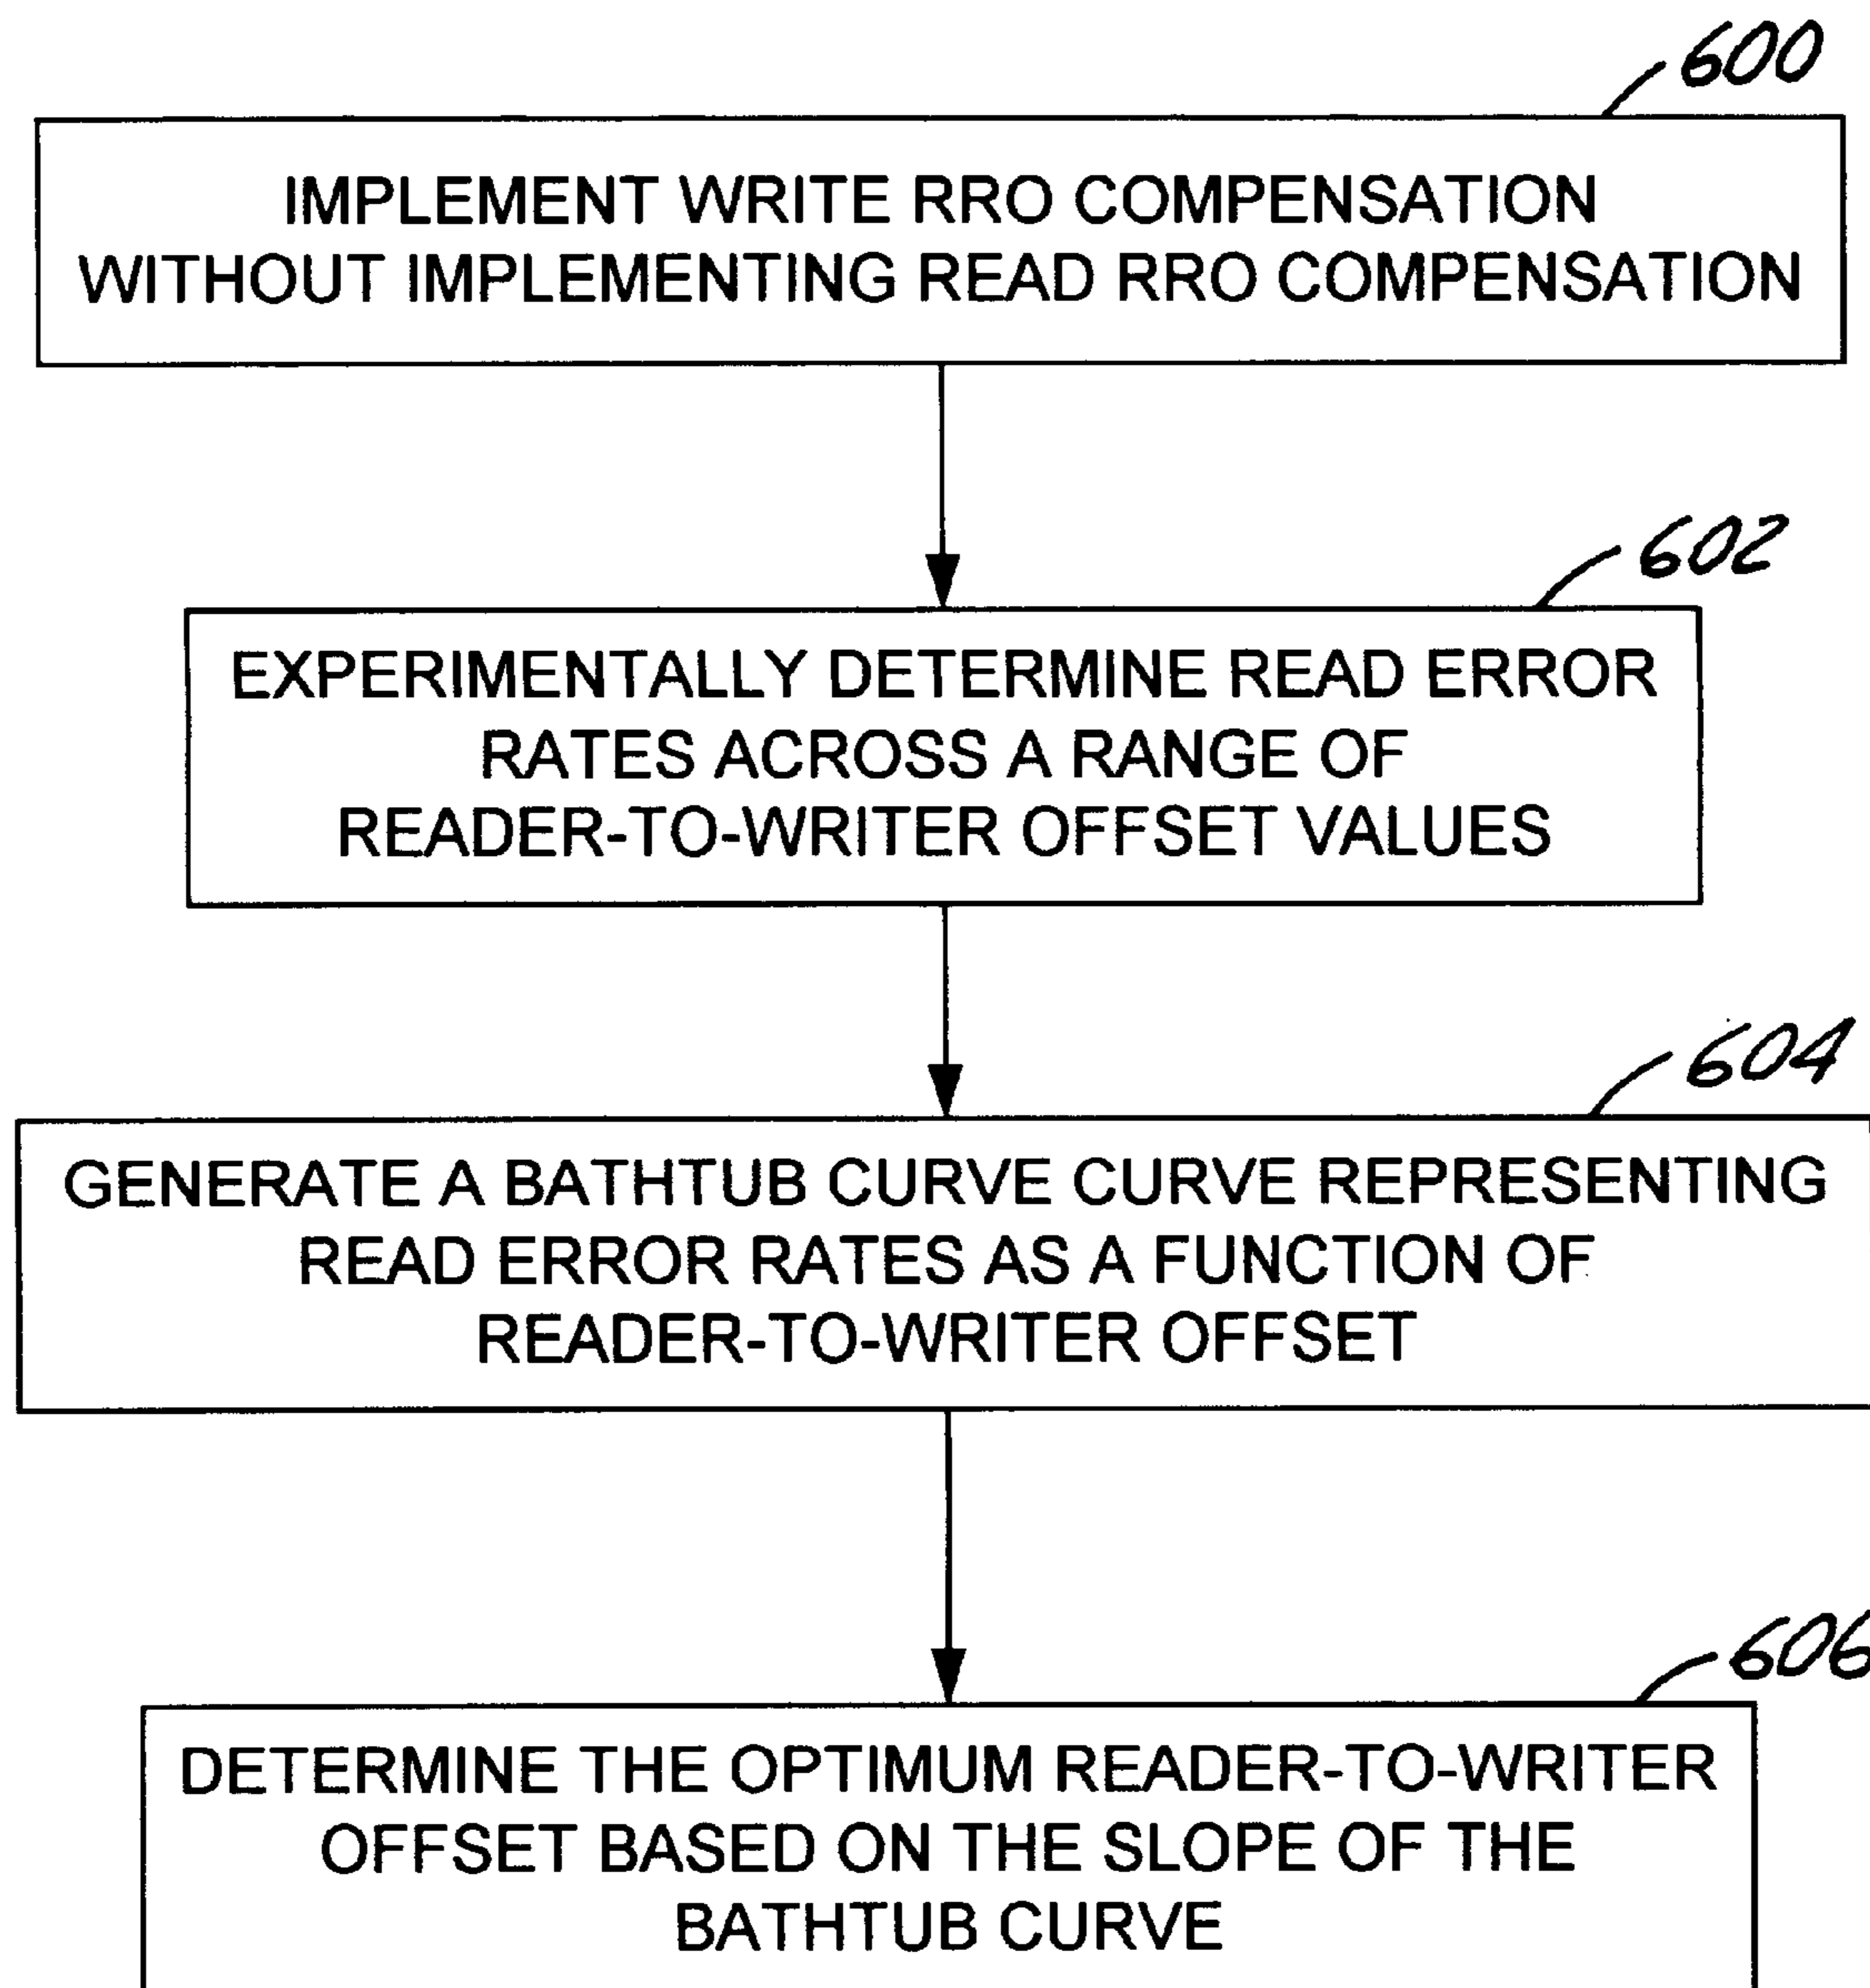 600
IMPLEMENT WRITE RRO COMPENSATION
WITHOUT IMPLEMENTING READ RRO COMPENSATION
602
EXPERIMENTALLY DETERMINE READ ERROR
RATES ACROSS A RANGE OF
READER-TO-WRITER OFFSET VALUES
604
GENERATE A BATHTUB CURVE CURVE REPRESENTING
READ ERROR RATES AS A FUNCTION OF
READER-TO-WRITER OFFSET
606
DETERMINE THE OPTIMUM READER-TO-WRITER
OFFSET BASED ON THE SLOPE OF THE
BATHTUB CURVE